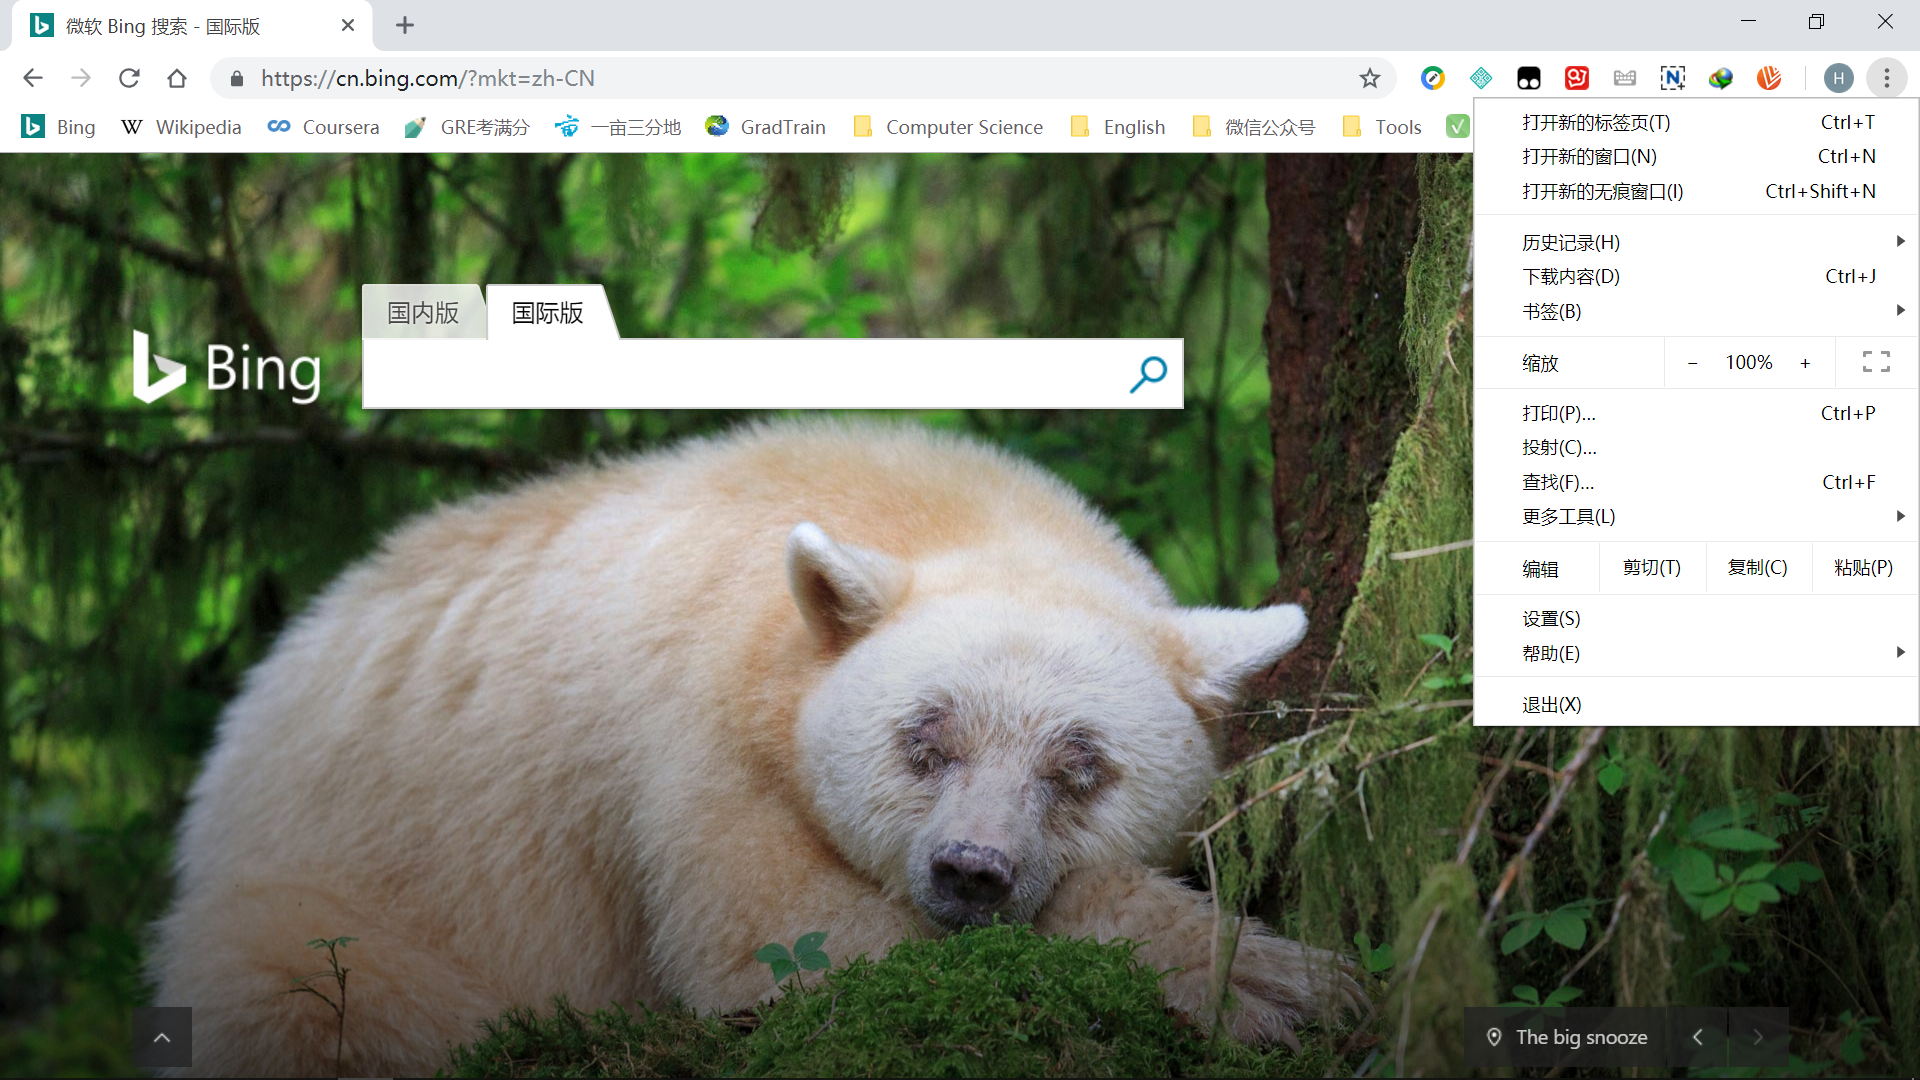 微软 Bing 搜索 - 国际版
https://cn.bing.com/?mkt=zh-CN
H
Bing Wikipedia Coursera GRE考满分 一亩三分地 GradTrain Computer Science English 微信公众号 Tools
打开新的标签页(T) Ctrl+T
打开新的窗口(N) Ctrl+N
打开新的无痕窗口(I) Ctrl+Shift+N
历史记录(H)
下载内容(D) Ctrl+J
书签(B)
缩放 − 100% +
打印(P)... Ctrl+P
投射(C)...
查找(F)... Ctrl+F
更多工具(L)
编辑 剪切(T) 复制(C) 粘贴(P)
设置(S)
帮助(E)
退出(X)
国内版 国际版
Bing
The big snooze